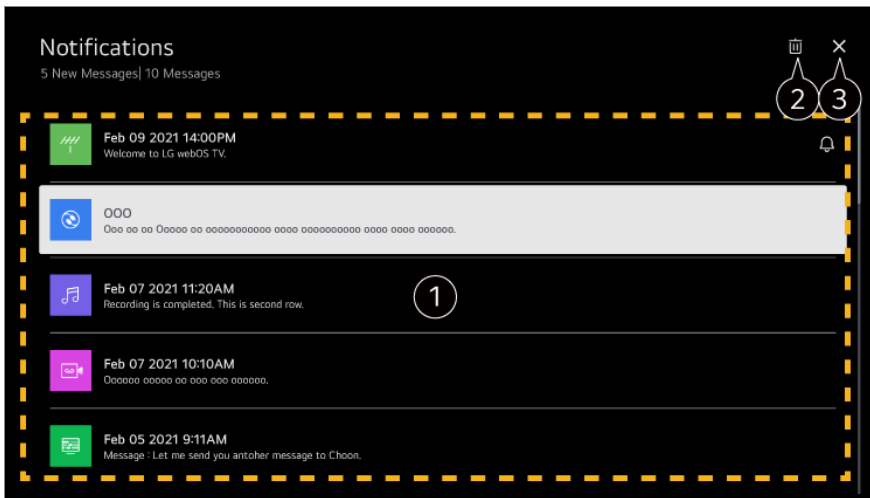 Notifications
5 New Messages| 10 Messages
2
3
Feb 09 2021 14:00PM
Welcome to LG webOS TV.
OOO
Ooo oo oo Ooooo oo ooooooooooo oooo oooooooooo oooo oooo oooooo.
1
Feb 07 2021 11:20AM
Recording is completed. This is second row.
Feb 07 2021 10:10AM
Oooooo ooooo oo ooo ooo oooooo.
Feb 05 2021 9:11AM
Message : Let me send you antoher message to Choon.